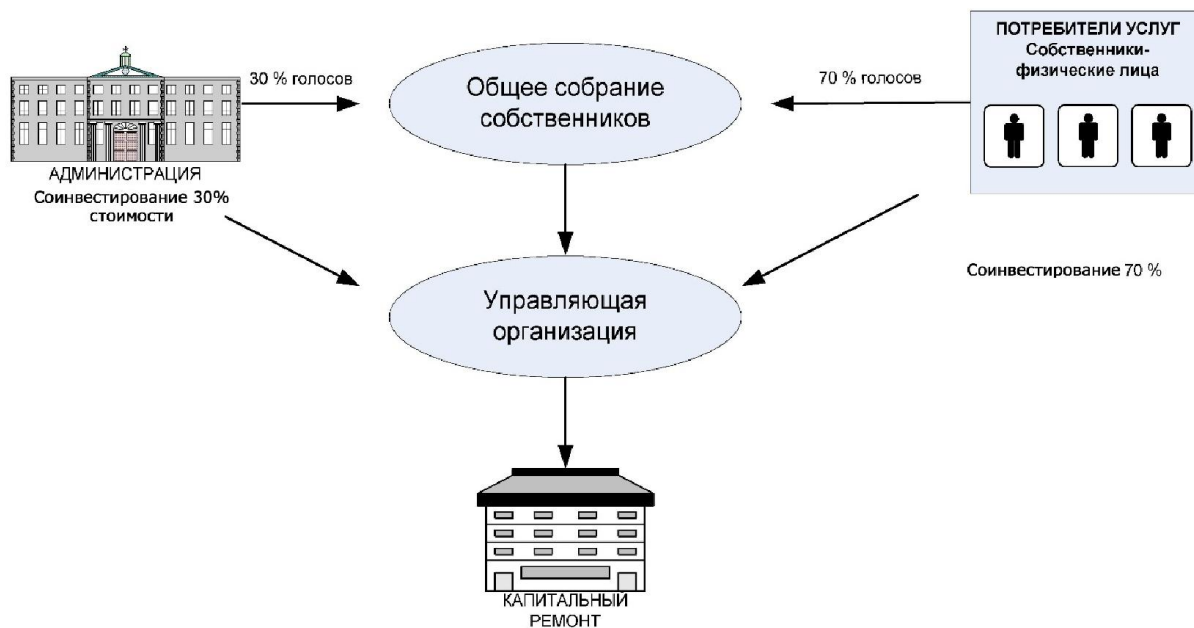 ПОТРЕБИТЕЛИ УСЛУГ
Собственники-
физические лица
30 % голосов
Общее собрание
собственников
70 % голосов
АДМИНИСТРАЦИЯ
Соинвестирование 30%
стоимости
Соинвестирование 70 %
Управляющая
организация
КАПИТАЛЬНЫЙ
РЕМОНТ